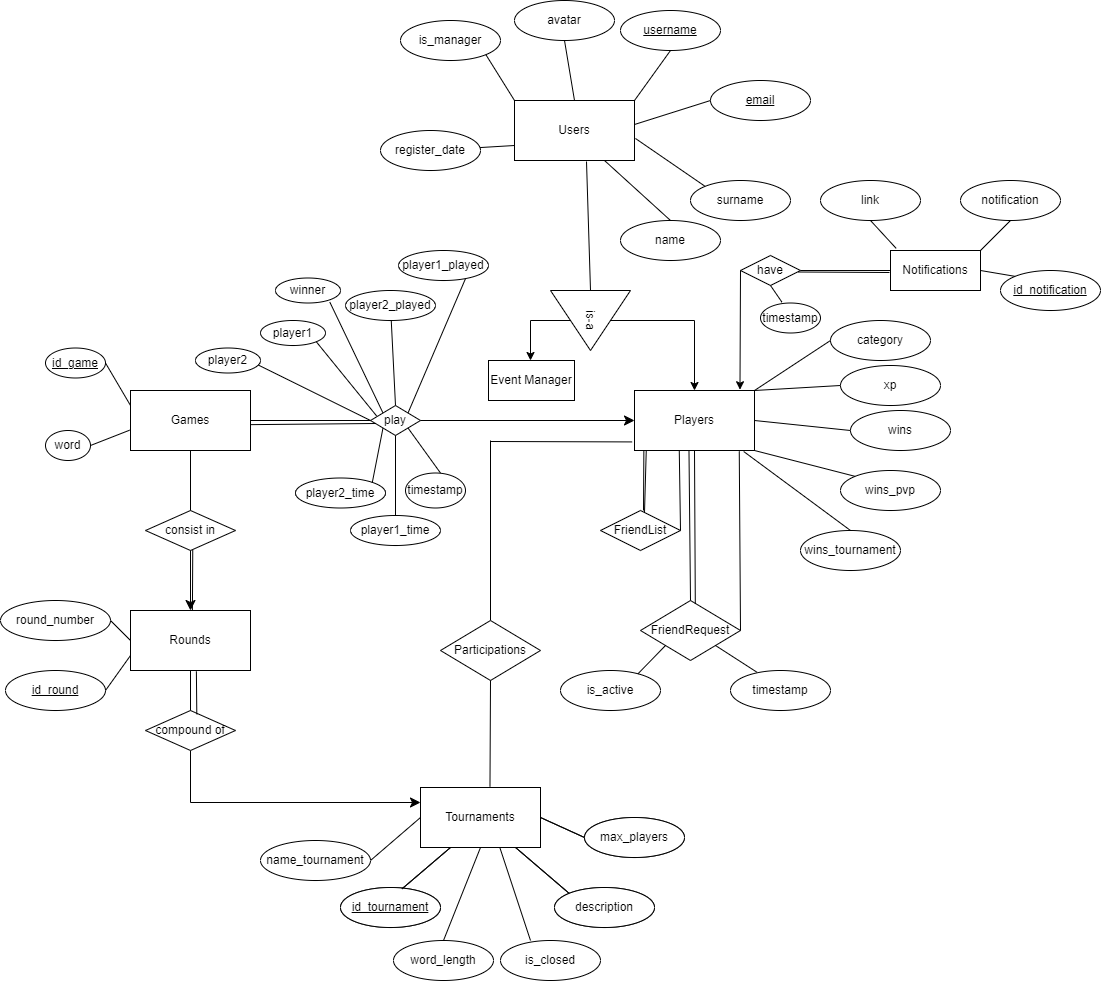 avatar
username
is_manager
email
Users
register_date
surname
link
notification
name
player1_played
have
Notifications
winner
id_notification
player2_played
timestamp
is-a
player1
category
player2
id_game
Event Manager
xp
Games
play
Players
wins
word
player2_time
timestamp
wins_pvp
consist in
player1_time
FriendList
wins_tournament
round_number
FriendRequest
Rounds
Participations
id_round
is_active
timestamp
compound of
Tournaments
max_players
name_tournament
id_tournament
description
word_length
is_closed